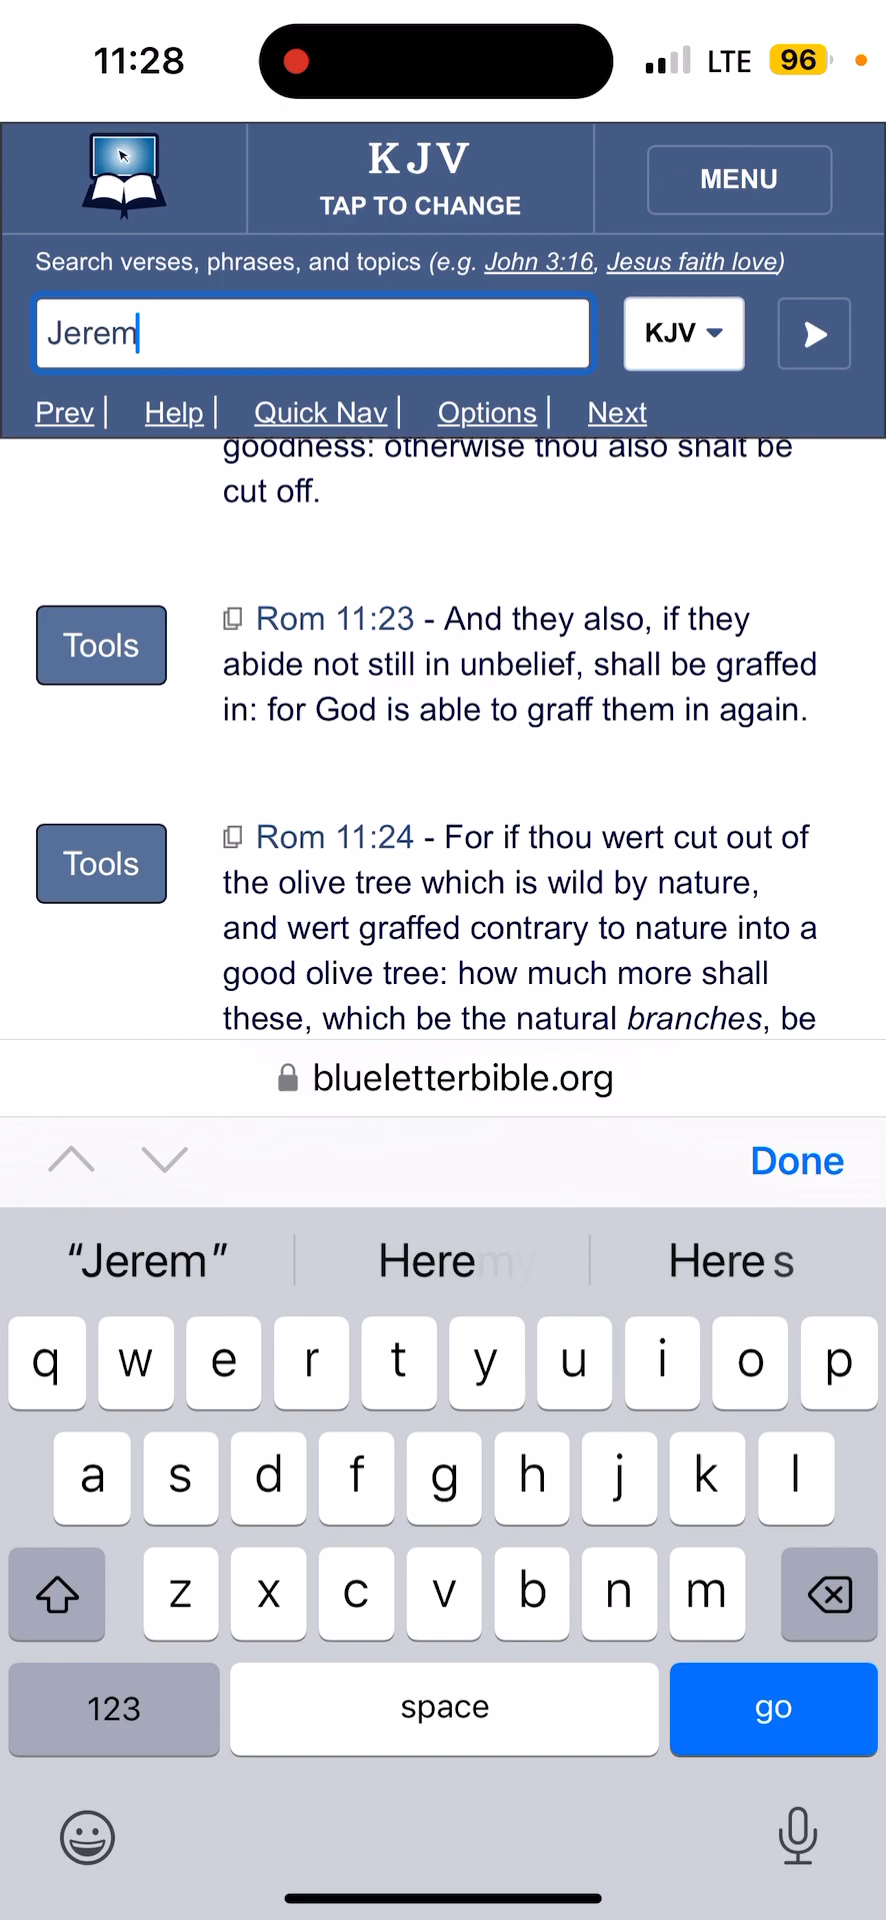 11:28 LTE 96
KJV
TAP TO CHANGE
MENU
Search verses, phrases, and topics (e.g. John 3:16, Jesus faith love)
Jerem
KJV
Prev | Help | Quick Nav | Options | Next
goodness: otherwise thou also shalt be
cut off.
Tools
Rom 11:23 - And they also, if they
abide not still in unbelief, shall be graffed
in: for God is able to graff them in again.
Tools
Rom 11:24 - For if thou wert cut out of
the olive tree which is wild by nature,
and wert graffed contrary to nature into a
good olive tree: how much more shall
these, which be the natural branches, be
blueletterbible.org
Done
“Jerem” Heremy Heres
q w e r t y u i o p
a s d f g h j k l
z x c v b n m
123 space go